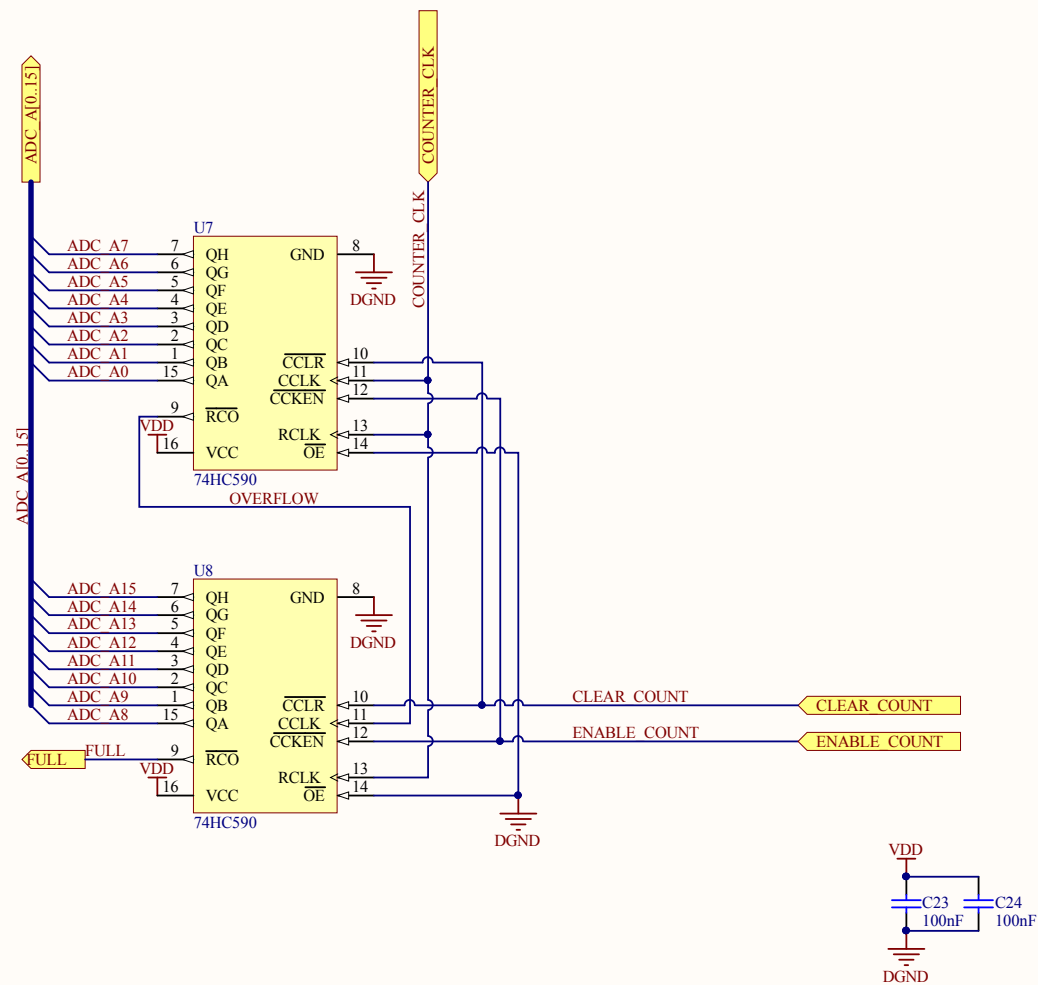 ADC_A[0..15]
COUNTER_CLK
COUNTER_CLK
ADC_A[0..15]
U7
ADC_A7 7 QH GND 8
ADC_A6 6 QG
DGND
ADC_A5 5 QF
ADC_A4 4 QE
ADC_A3 3 QD
ADC_A2 2 QC
ADC_A1 1 QB CCLR 10
ADC_A0 15 QA CCLK 11
CCKEN 12
9 RCO
RCLK 13
VDD
16 VCC OE 14
74HC590
OVERFLOW
U8
ADC_A15 7 QH GND 8
ADC_A14 6 QG
ADC_A13 5 QF
DGND
ADC_A12 4 QE
ADC_A11 3 QD
ADC_A10 2 QC
ADC_A9 1 QB CCLR 10 CLEAR_COUNT CLEAR_COUNT
ADC_A8 15 QA CCLK 11
CCKEN 12 ENABLE_COUNT ENABLE_COUNT
FULL FULL 9 RCO
RCLK 13
VDD
16 VCC OE 14
74HC590
DGND
VDD
C23 C24
100nF 100nF
DGND